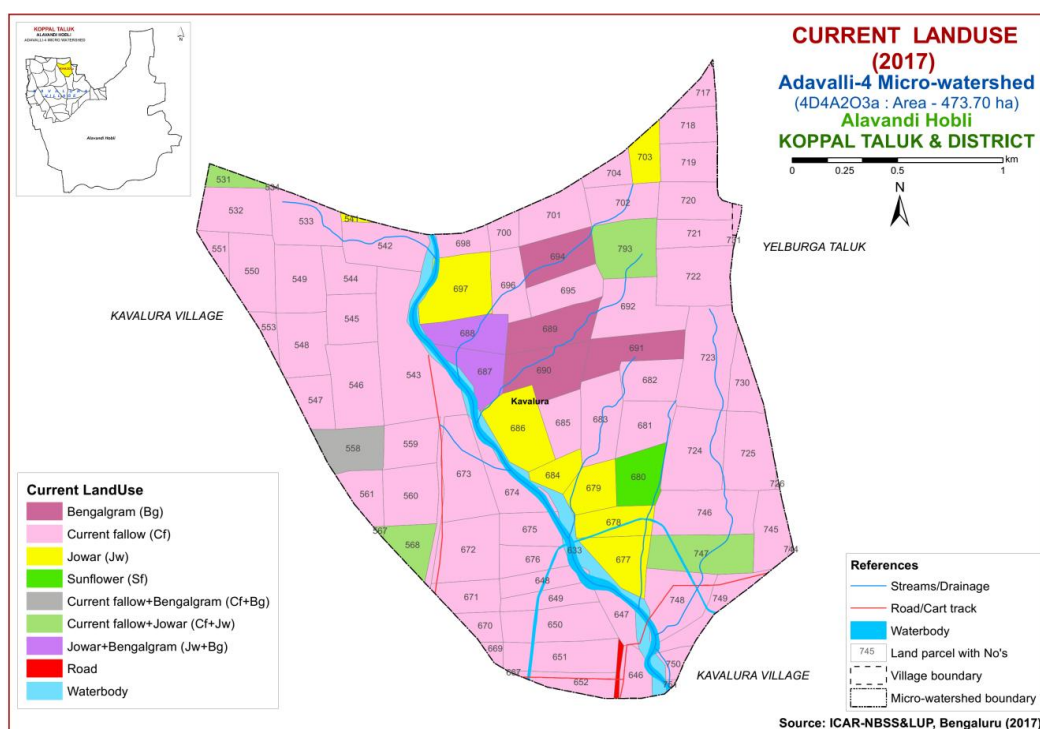 KOPPAL TALUK
ALAVANDI HOBLI
ADAVALLI-4 MICRO-WATERSHED
N
Alavandi Hobli
CURRENT LANDUSE
(2017)
Adavalli-4 Micro-watershed
(4D4A2O3a : Area - 473.70 ha)
Alavandi Hobli
KOPPAL TALUK & DISTRICT
km
0 0.25 0.5 1
N
YELBURGA TALUK
KAVALURA VILLAGE
KAVALURA VILLAGE
Kavalura
717
718
703
719
704
531
534
702
720
532
533
541
701
700
721
731
542
698
793
551
694
550
549
544
722
697
696
695
692
545
553
688
689
548
691
723
543
687
690
546
682
730
547
686
685
683
681
558
559
724
725
673
684
680
679
726
561
560
674
746
678
567
675
745
568
672
633
747
744
676
677
648
671
649
748
749
647
670
650
669
651
750
667
652
646
751
Current LandUse
Bengalgram (Bg)
Current fallow (Cf)
Jowar (Jw)
Sunflower (Sf)
Current fallow+Bengalgram (Cf+Bg)
Current fallow+Jowar (Cf+Jw)
Jowar+Bengalgram (Jw+Bg)
Road
Waterbody
References
Streams/Drainage
Road/Cart track
Waterbody
745 Land parcel with No's
Village boundary
Micro-watershed boundary
Source: ICAR-NBSS&LUP, Bengaluru (2017)